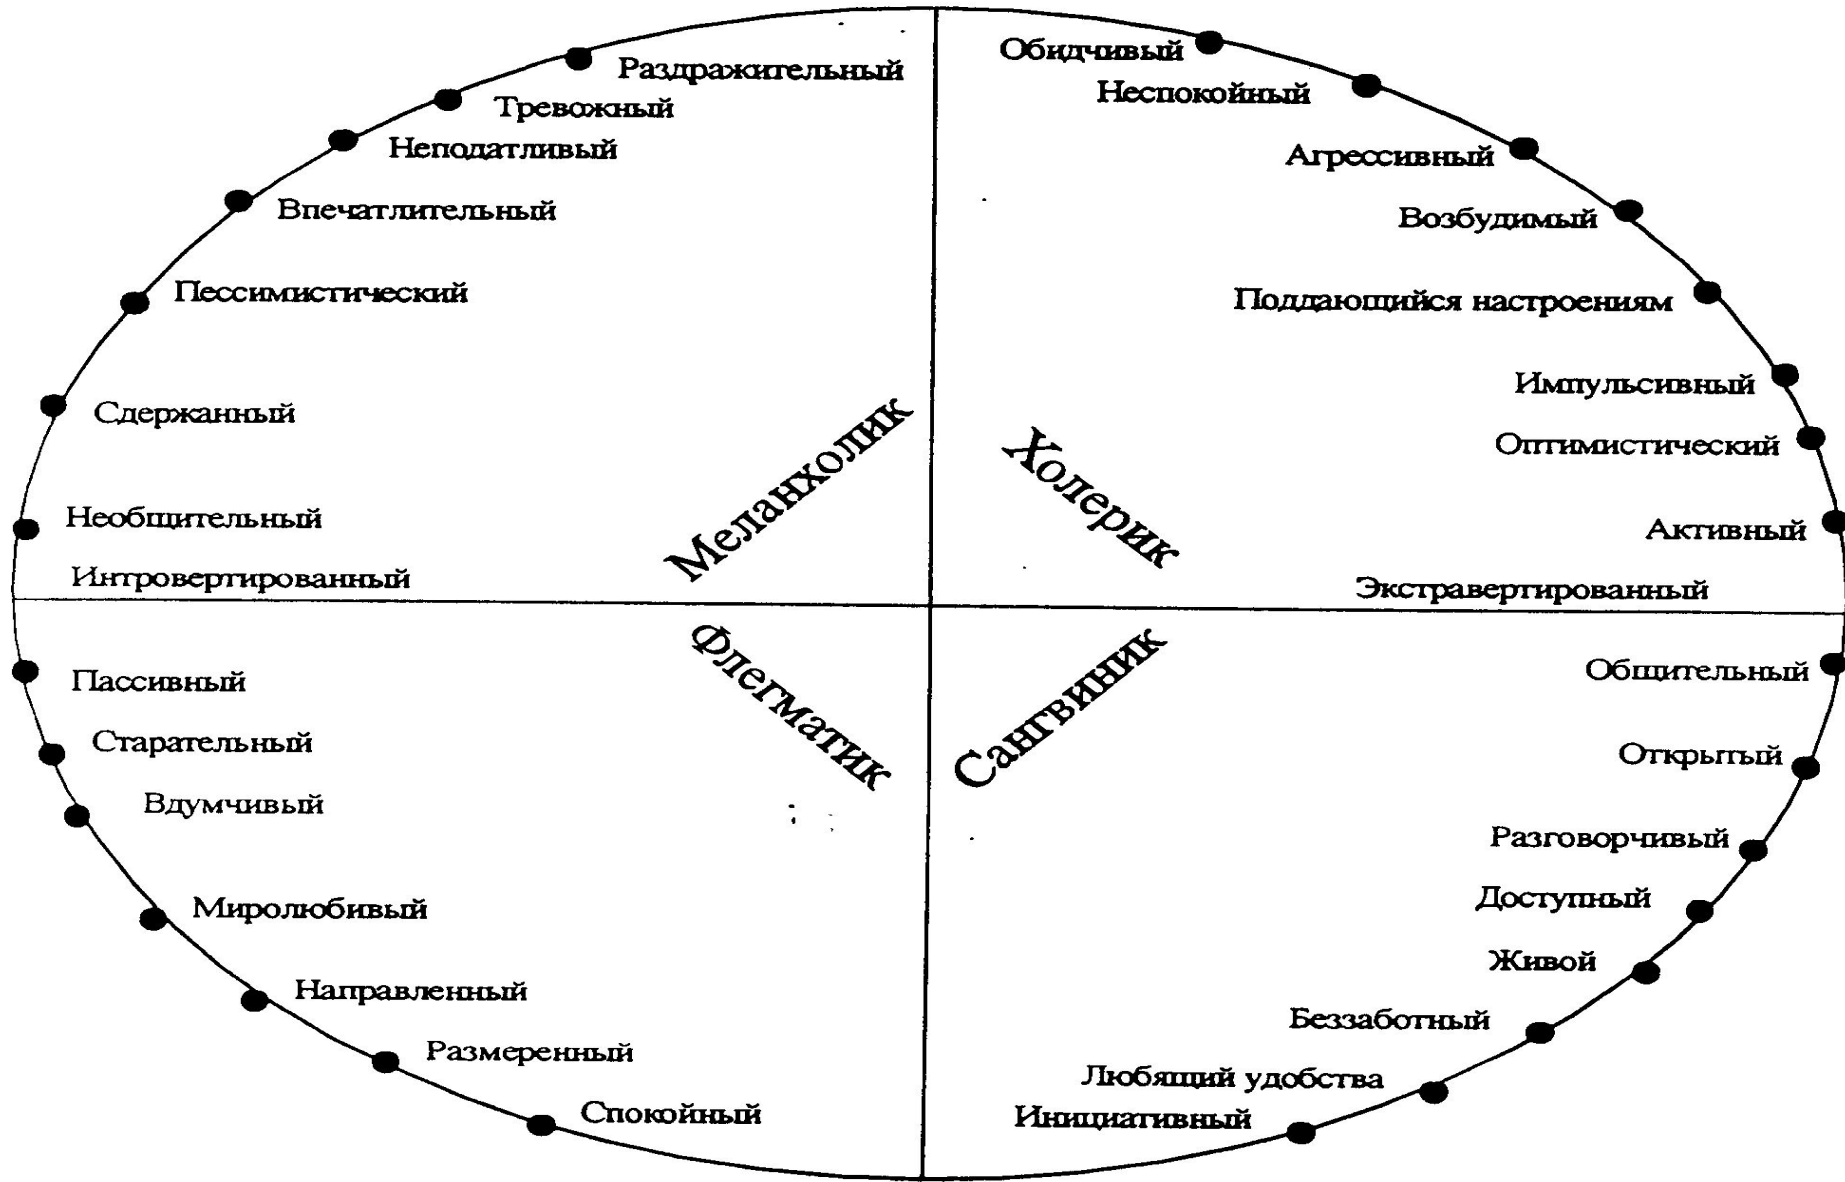 Раздражительный
Тревожный
Неподатливый
Впечатлительный
Пессимистический
Сдержанный
Необщительный
Интровертированный
Меланхолик
Обидчивый
Неспокойный
Агрессивный
Возбудимый
Поддающийся настроениям
Импульсивный
Оптимистический
Активный
Экстравертированный
Холерик
Флегматик
Пассивный
Старательный
Вдумчивый
Миролюбивый
Направленный
Размеренный
Спокойный
Сангвиник
Общительный
Открытый
Разговорчивый
Доступный
Живой
Беззаботный
Любящий удобства
Инициативный